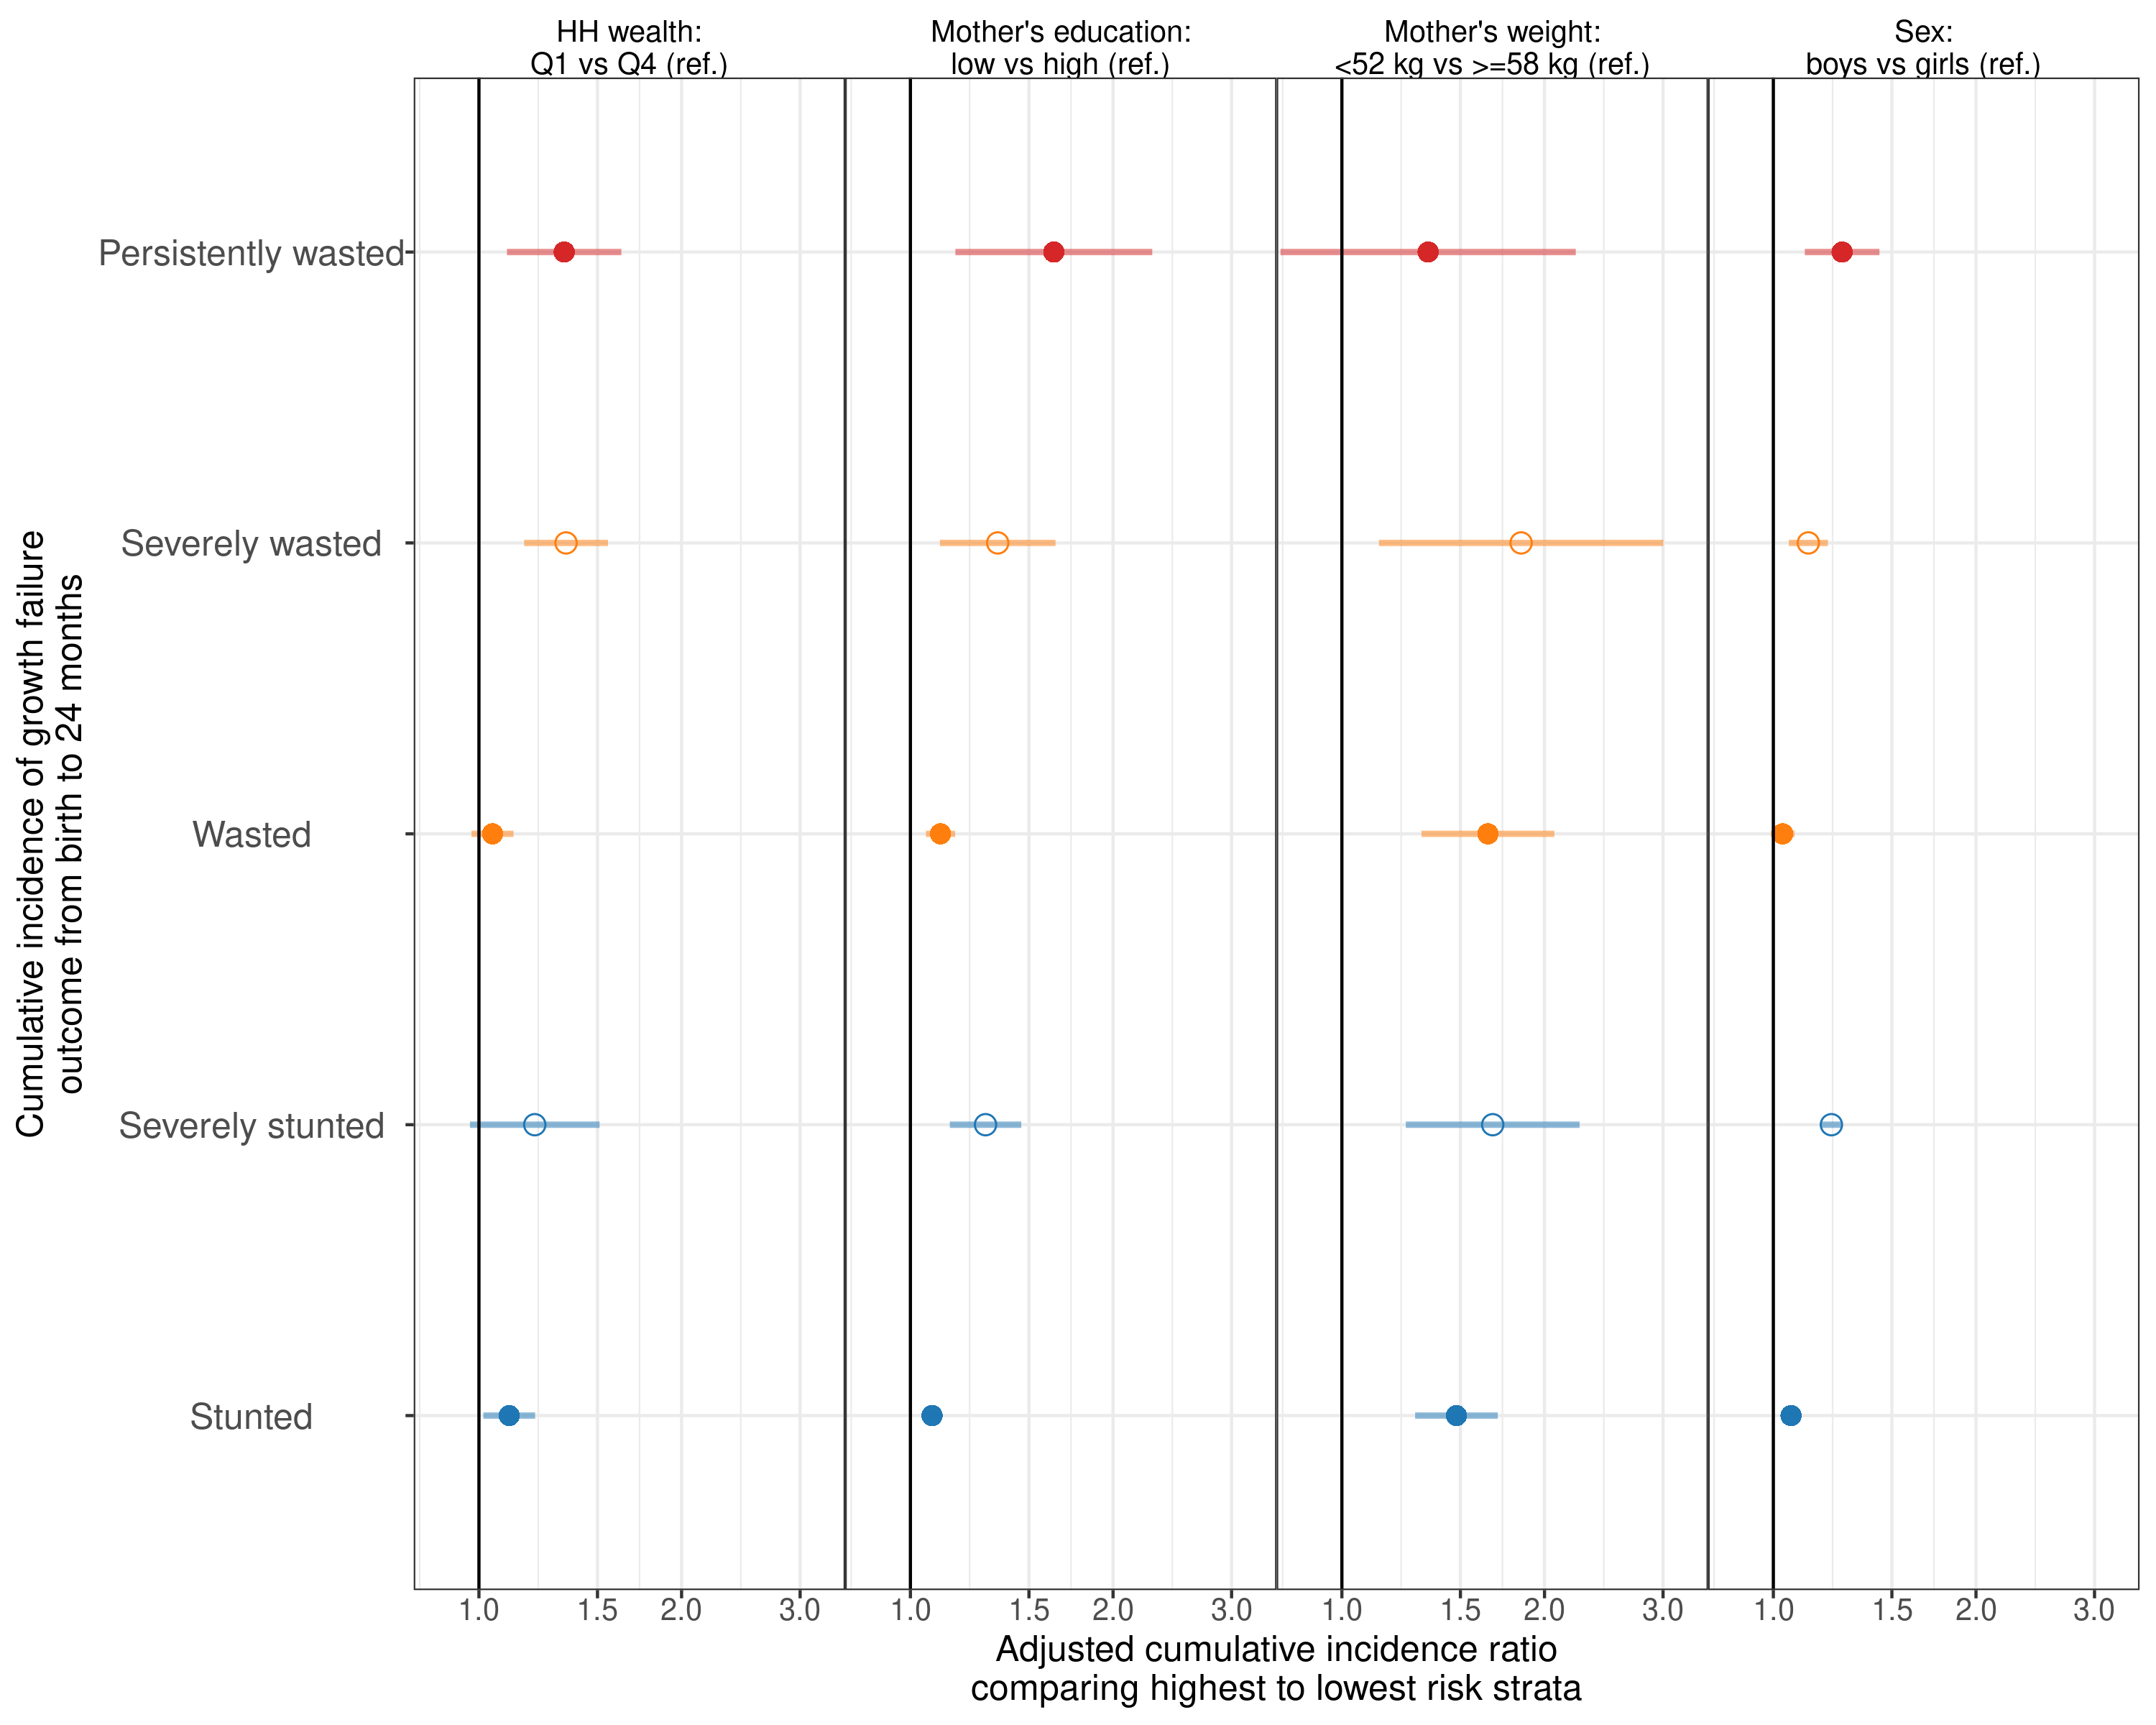 HH wealth:
Q1 vs Q4 (ref.)
Mother's education:
low vs high (ref.)
Mother's weight:
<52 kg vs >=58 kg (ref.)
Sex:
boys vs girls (ref.)
Cumulative incidence of growth failure
outcome from birth to 24 months
Persistently wasted
Severely wasted
Wasted
Severely stunted
Stunted
1.0 1.5 2.0 3.0 1.0 1.5 2.0 3.0 1.0 1.5 2.0 3.0 1.0 1.5 2.0 3.0
Adjusted cumulative incidence ratio
comparing highest to lowest risk strata